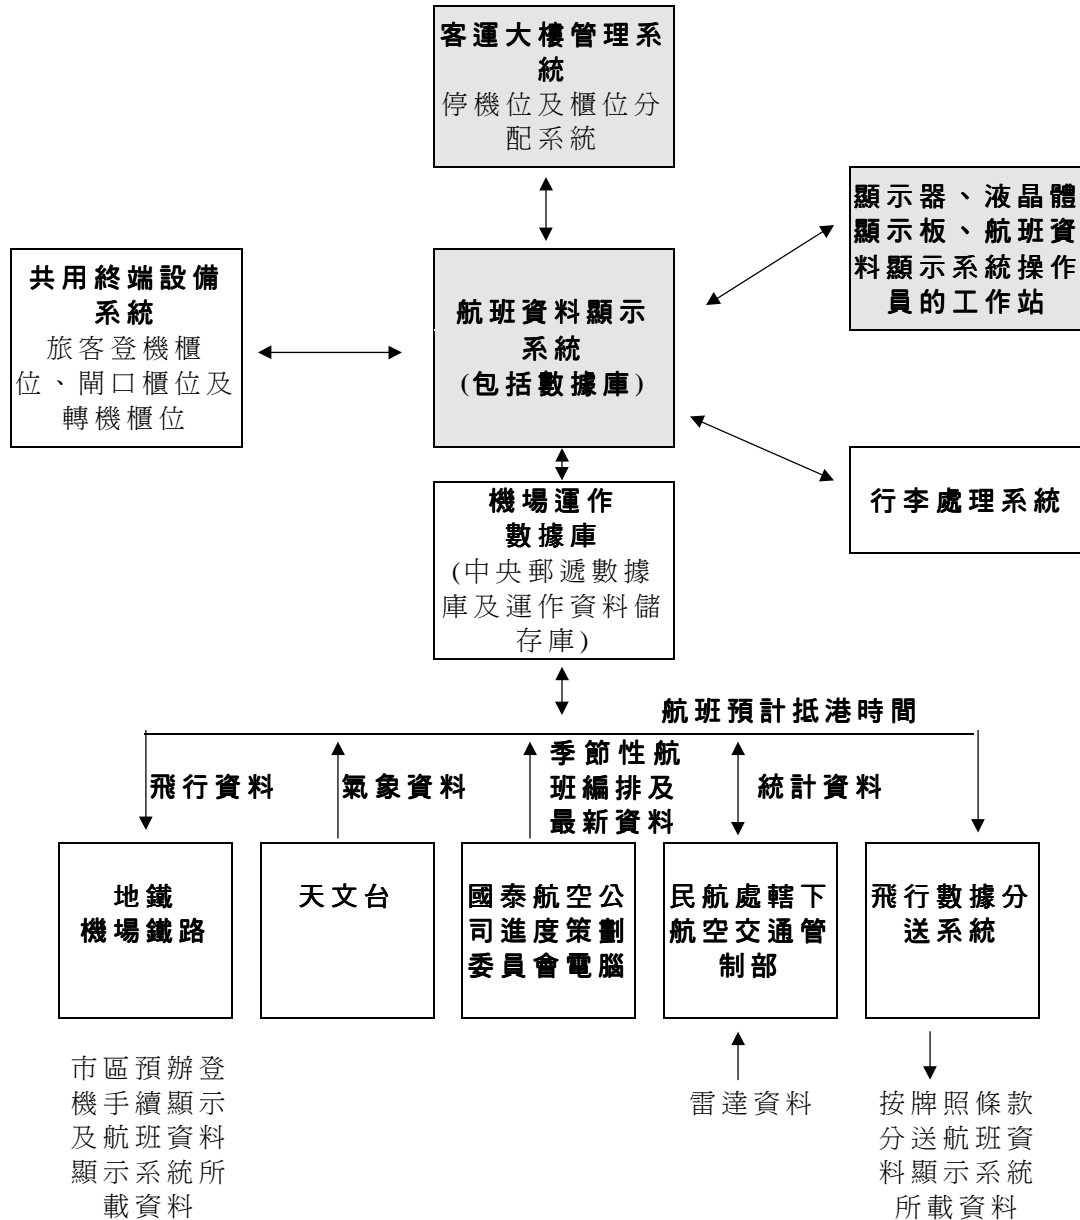 客運大樓管理系
統
停機位及櫃位分
配系統
顯示器、液晶體
顯示板、航班資
料顯示系統操作
員的工作站
共用終端設備
系統
旅客登機櫃
位、閘口櫃位及
轉機櫃位
航班資料顯示
系統
(包括數據庫)
行李處理系統
機場運作
數據庫
(中央郵遞數據
庫及運作資料儲
存庫)
航班預計抵港時間
飛行資料
氣象資料
季節性航
班編排及
最新資料
統計資料
地鐵
機場鐵路
天文台
國泰航空公
司進度策劃
委員會電腦
民航處轄下
航空交通管
制部
飛行數據分
送系統
市區預辦登
機手續顯示
及航班資料
顯示系統所
載資料
雷達資料
按牌照條款
分送航班資
料顯示系統
所載資料